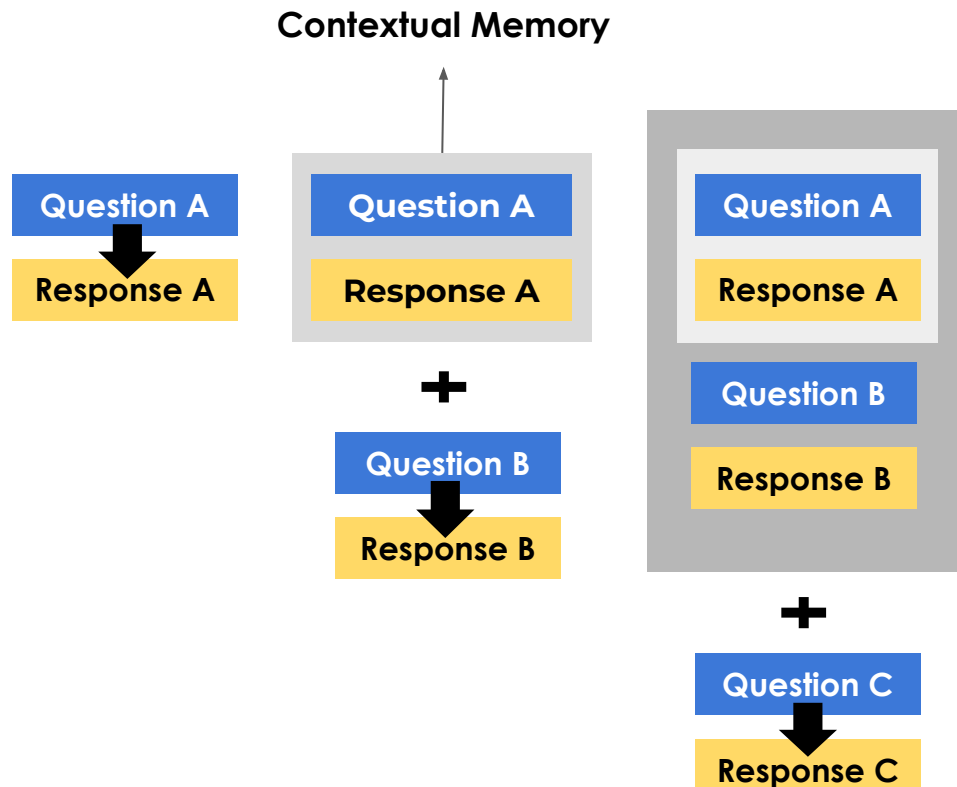 Contextual Memory
Question A
Response A
Question A
Response A
+
Question B
Response B
Question A
Response A
Question B
Response B
+
Question C
Response C